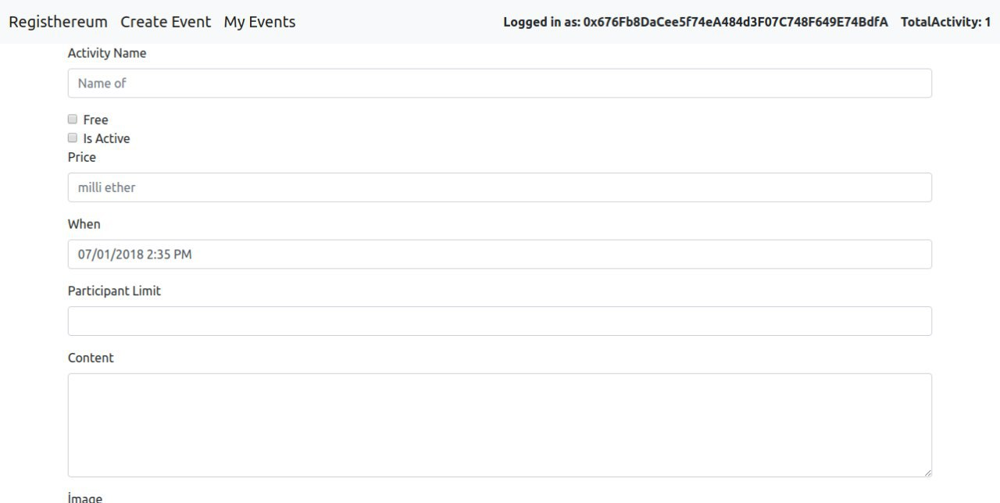 Registhereum Create Event My Events Logged in as: 0x676Fb8DaCee5f74eA484d3F07C748F649E74BdfA TotalActivity: 1
Activity Name
Name of
Free
Is Active
Price
milli ether
When
07/01/2018 2:35 PM
Participant Limit
Content
İmage